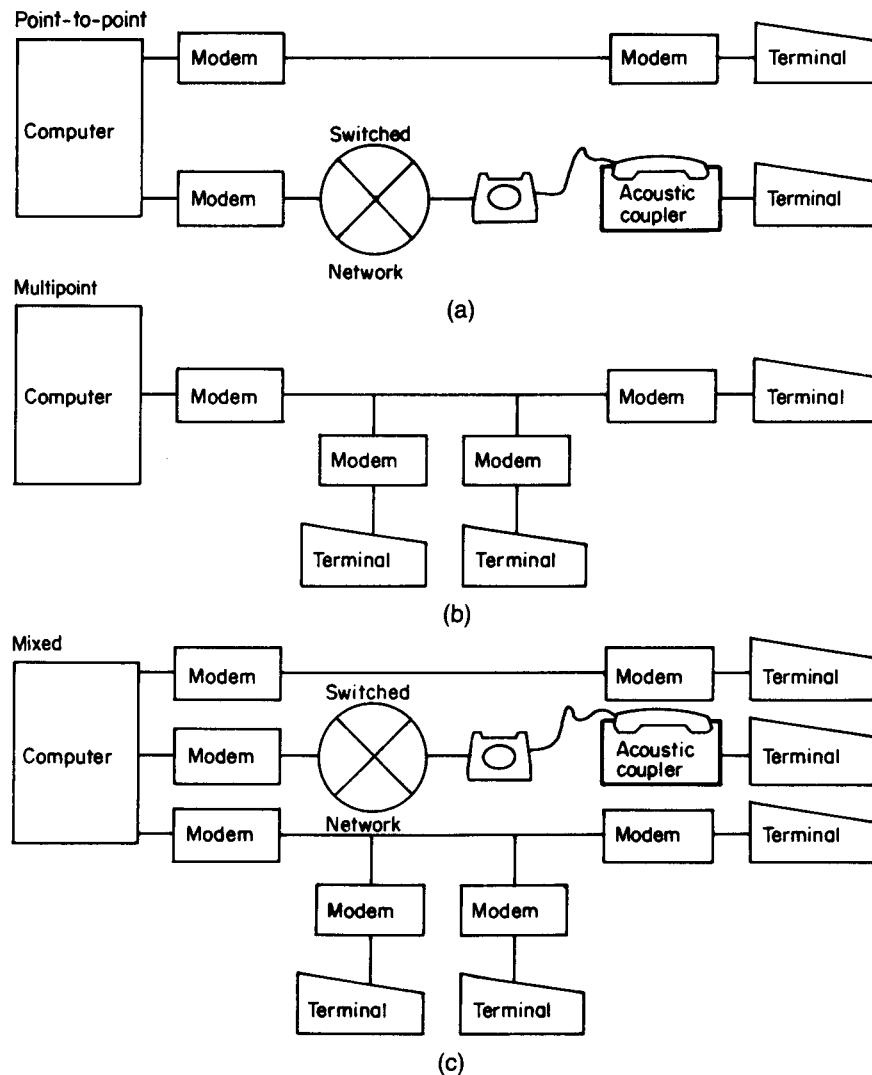 Point-to-point
Modem
Modem
Terminal
Computer
Switched
Modem
Acoustic
coupler
Terminal
Network
(a)
Multipoint
Computer
Modem
Modem
Terminal
Modem
Modem
Terminal
Terminal
(b)
Mixed
Modem
Modem
Terminal
Switched
Computer
Modem
Acoustic
coupler
Terminal
Network
Modem
Modem
Terminal
Modem
Modem
Terminal
Terminal
(c)